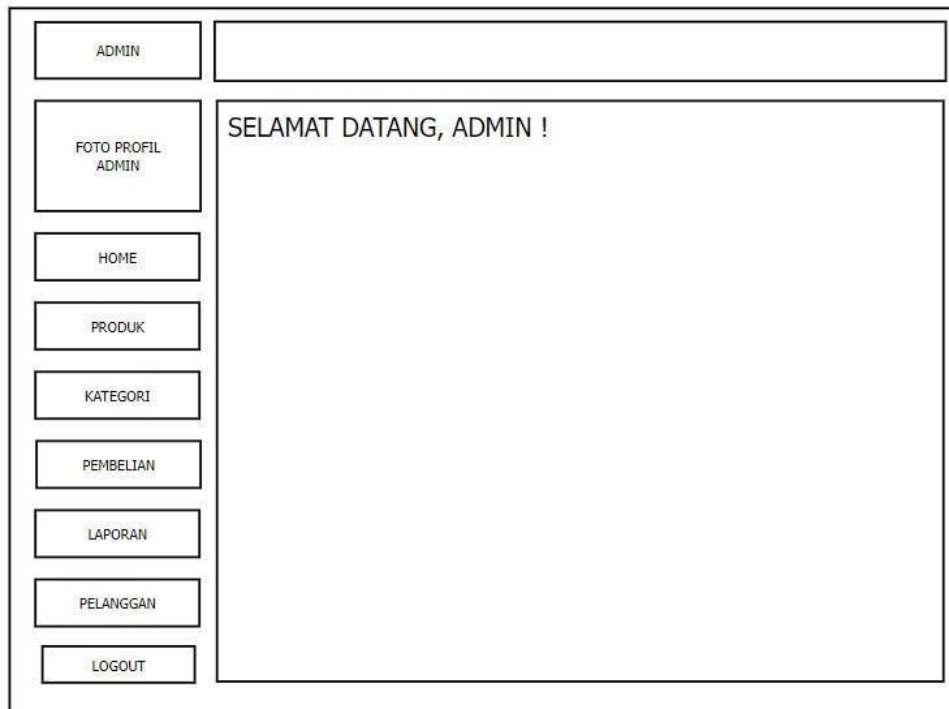 ADMIN
SELAMAT DATANG, ADMIN !
FOTO PROFIL
ADMIN
HOME
PRODUK
KATEGORI
PEMBELIAN
LAPORAN
PELANGGAN
LOGOUT